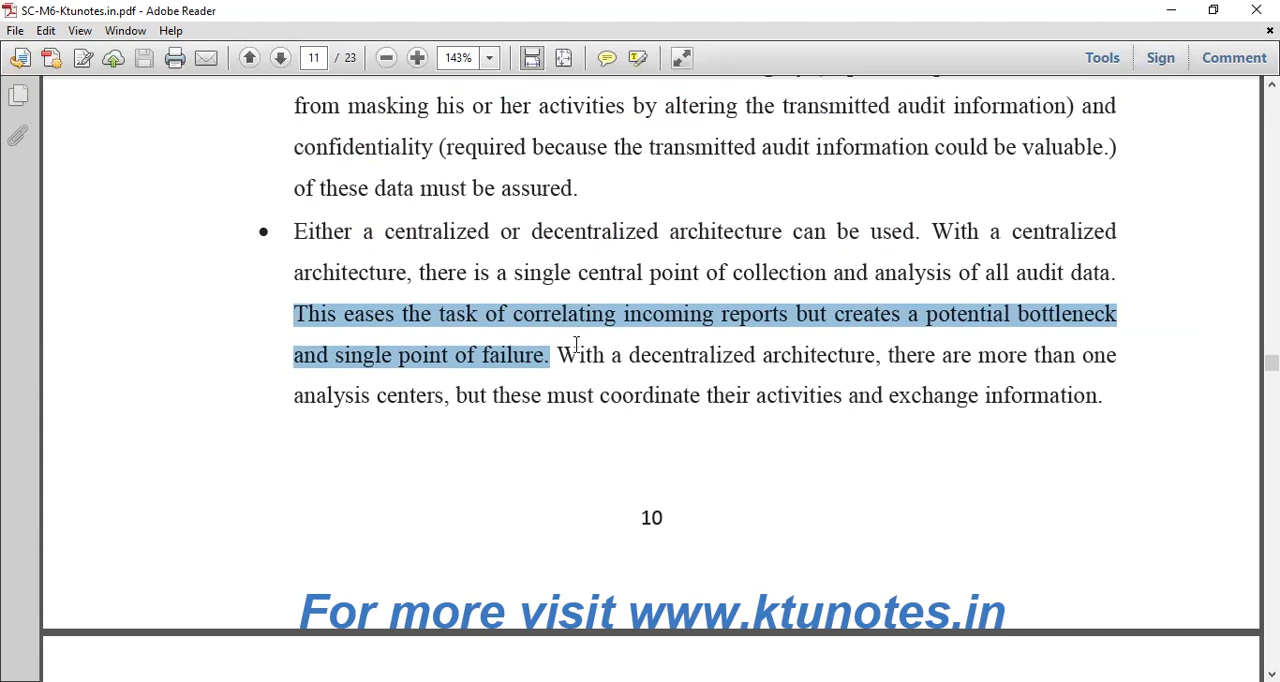 SC-M6-Ktunotes.in.pdf - Adobe Reader
File Edit View Window Help
11 / 23 143% Tools Sign Comment
from masking his or her activities by altering the transmitted audit information) and
confidentiality (required because the transmitted audit information could be valuable.)
of these data must be assured.
• Either a centralized or decentralized architecture can be used. With a centralized
architecture, there is a single central point of collection and analysis of all audit data.
This eases the task of correlating incoming reports but creates a potential bottleneck
and single point of failure. With a decentralized architecture, there are more than one
analysis centers, but these must coordinate their activities and exchange information.
10
For more visit www.ktunotes.in